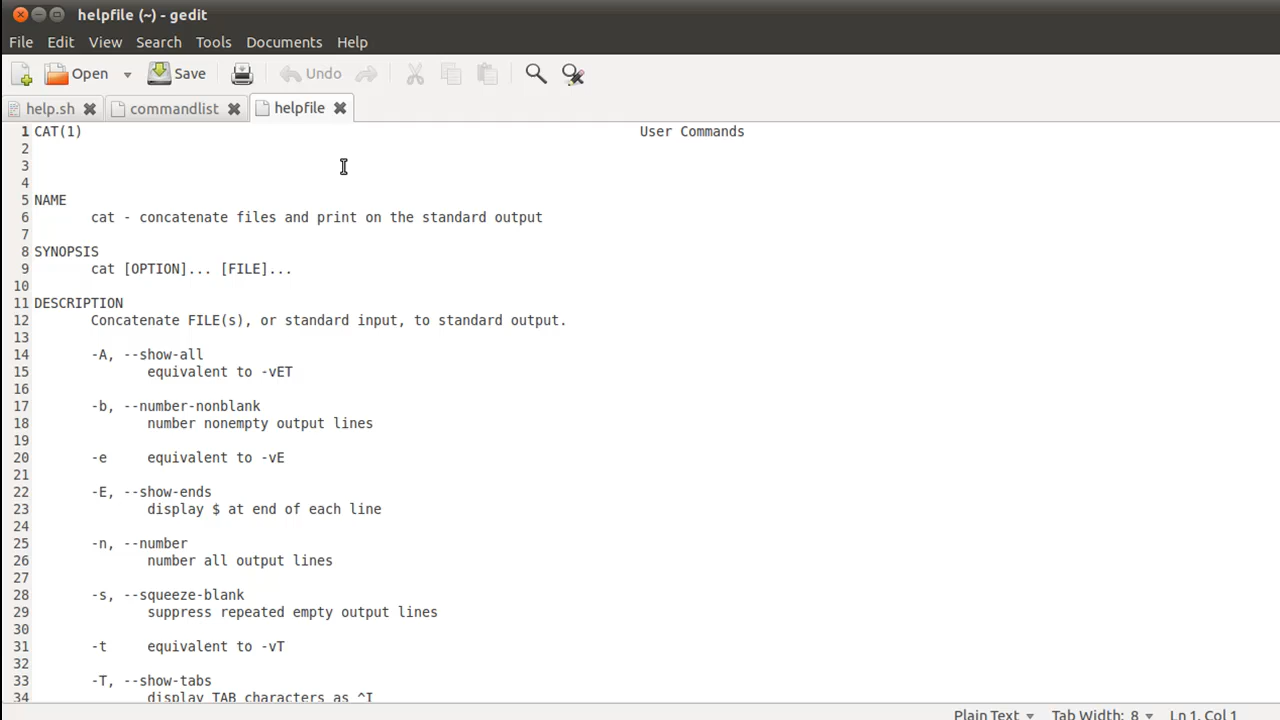 helpfile (~) - gedit
File Edit View Search Tools Documents Help
Open Save Undo
help.sh commandlist helpfile
1 CAT(1) User Commands
2
3
4
5 NAME
6 cat - concatenate files and print on the standard output
7
8 SYNOPSIS
9 cat [OPTION]... [FILE]...
10
11 DESCRIPTION
12 Concatenate FILE(s), or standard input, to standard output.
13
14 -A, --show-all
15 equivalent to -vET
16
17 -b, --number-nonblank
18 number nonempty output lines
19
20 -e equivalent to -vE
21
22 -E, --show-ends
23 display $ at end of each line
24
25 -n, --number
26 number all output lines
27
28 -s, --squeeze-blank
29 suppress repeated empty output lines
30
31 -t equivalent to -vT
32
33 -T, --show-tabs
34 display TAB characters as ^I
Plain Text Tab Width: 8 Ln 1, Col 1